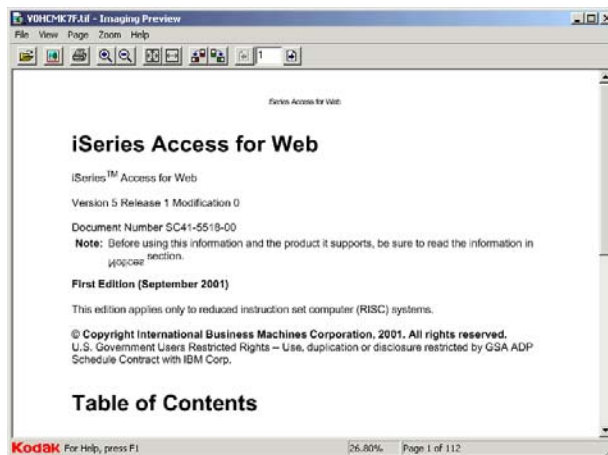 V0HCMK7F.tif - Imaging Preview
File View Page Zoom Help
1
iSeries Access for Web
iSeries Access for Web
iSeries™ Access for Web
Version 5 Release 1 Modification 0
Document Number SC41-5518-00
Note: Before using this information and the product it supports, be sure to read the information in
section.
First Edition (September 2001)
This edition applies only to reduced instruction set computer (RISC) systems.
© Copyright International Business Machines Corporation, 2001. All rights reserved.
U.S. Government Users Restricted Rights – Use, duplication or disclosure restricted by GSA ADP
Schedule Contract with IBM Corp.
Table of Contents
Kodak For Help, press F1 26.80% Page 1 of 112